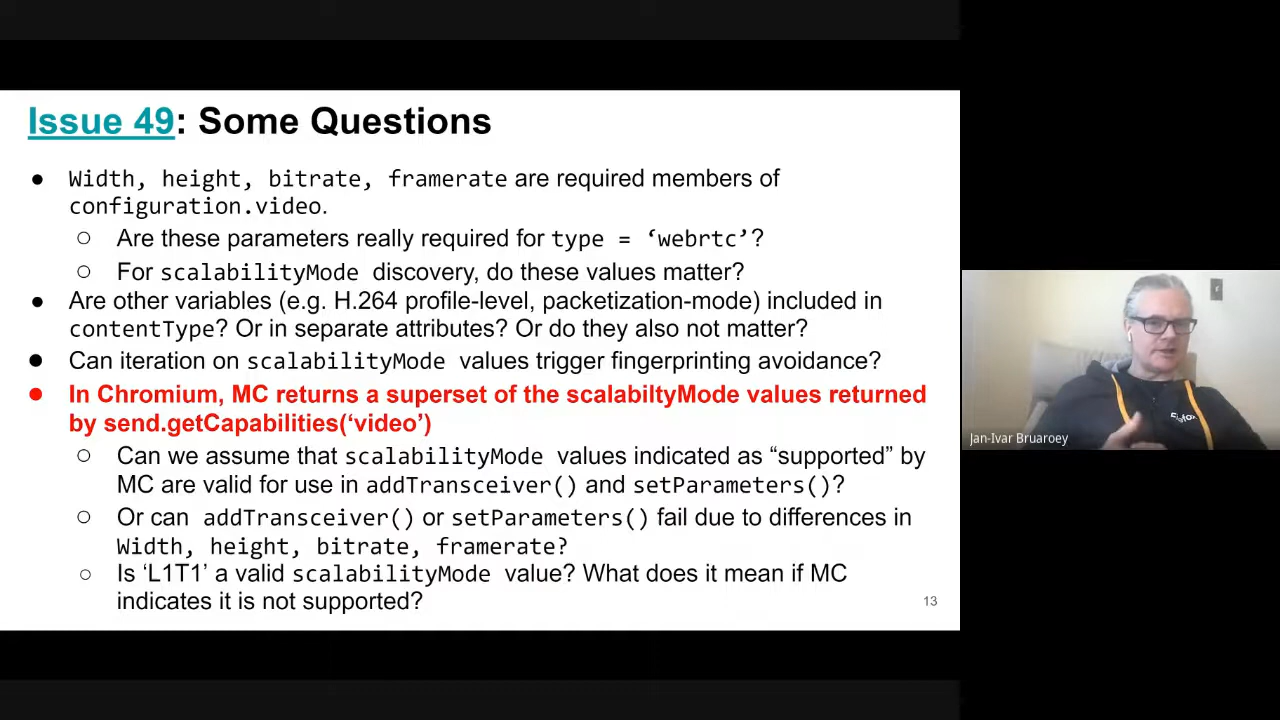 Issue 49: Some Questions
● Width, height, bitrate, framerate are required members of
configuration.video.
○ Are these parameters really required for type = ‘webrtc’?
○ For scalabilityMode discovery, do these values matter?
● Are other variables (e.g. H.264 profile-level, packetization-mode) included in
contentType? Or in separate attributes? Or do they also not matter?
● Can iteration on scalabilityMode values trigger fingerprinting avoidance?
● In Chromium, MC returns a superset of the scalabiltyMode values returned
by send.getCapabilities(‘video’)
○ Can we assume that scalabilityMode values indicated as “supported” by
MC are valid for use in addTransceiver() and setParameters()?
○ Or can addTransceiver() or setParameters() fail due to differences in
Width, height, bitrate, framerate?
○ Is ‘L1T1’ a valid scalabilityMode value? What does it mean if MC
indicates it is not supported?
13
Jan-Ivar Bruaroey